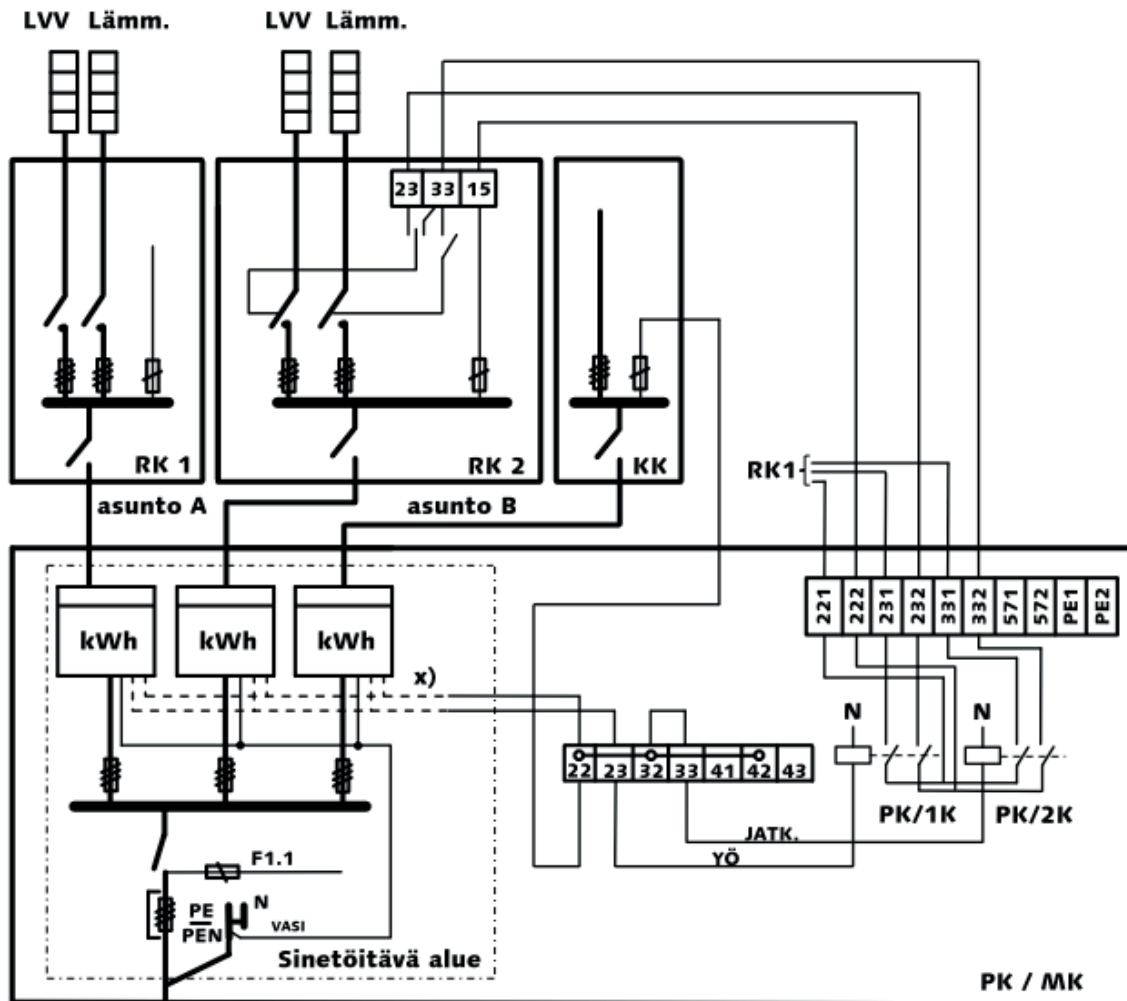 LVV Lämm.
LVV Lämm.
23 33 15
RK 1
RK 2
KK
asunto A
asunto B
RK1
221 222 231 232 331 332 571 572 PE1 PE2
kWh
kWh
kWh
x)
N
N
22 23 32 33 41 42 43
PK/1K
PK/2K
JATK.
YÖ
F1.1
PE
PEN
N
VASI
Sinetöitävä alue
PK / MK